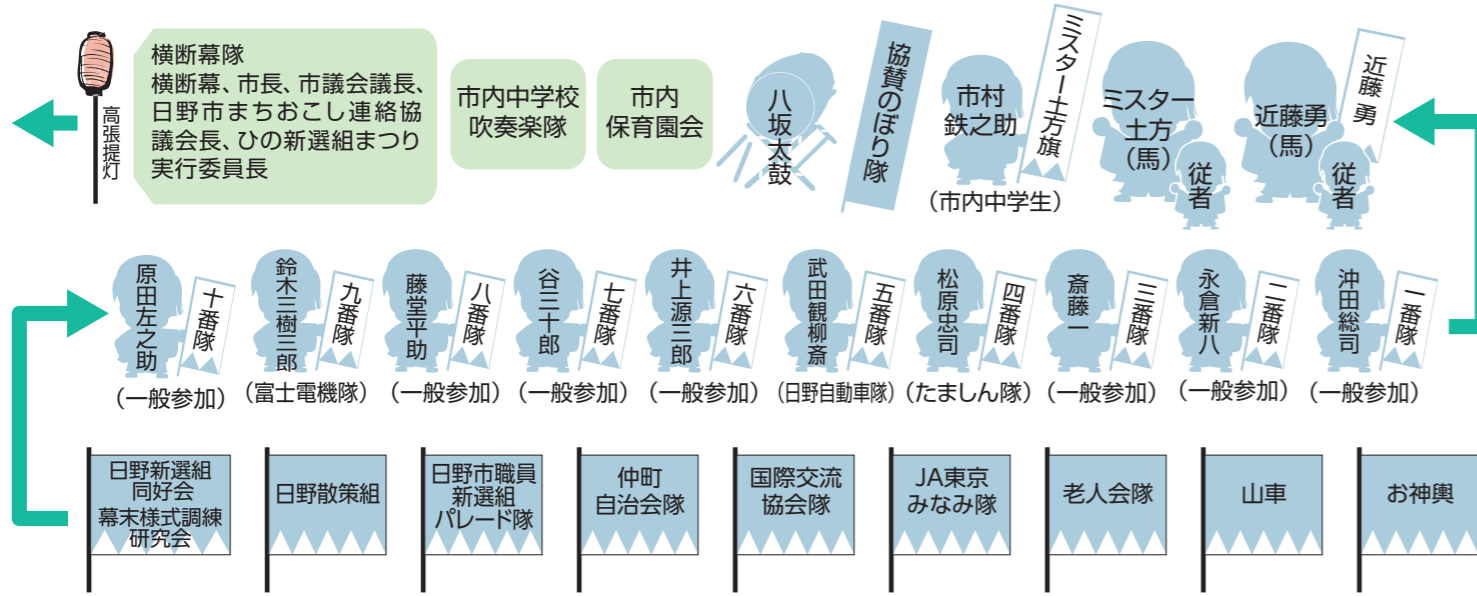 高張提灯
横断幕隊
横断幕、市長、市議会議長、
日野市まちおこし連絡協
議会長、ひの新選組まつり
実行委員長
市内中学校
吹奏楽隊
市内
保育園会
八坂太鼓
協賛のぼり隊
市村
鉄之助
(市内中学生)
ミスター土方旗
ミスター
土方
(馬)
従者
近藤勇
(馬)
従者
近藤 勇
原田左之助
十番隊
(一般参加)
鈴木三樹三郎
九番隊
(富士電機隊)
藤堂平助
八番隊
(一般参加)
谷三十郎
七番隊
(一般参加)
井上源三郎
六番隊
(一般参加)
武田観柳斎
五番隊
(日野自動車隊)
松原忠司
四番隊
(たましん隊)
斎藤一
三番隊
(一般参加)
永倉新八
二番隊
(一般参加)
沖田総司
一番隊
(一般参加)
日野新選組
同好会
幕末様式調練
研究会
日野散策組
日野市職員
新選組
パレード隊
仲町
自治会隊
国際交流
協会隊
JA東京
みなみ隊
老人会隊
山車
お神輿